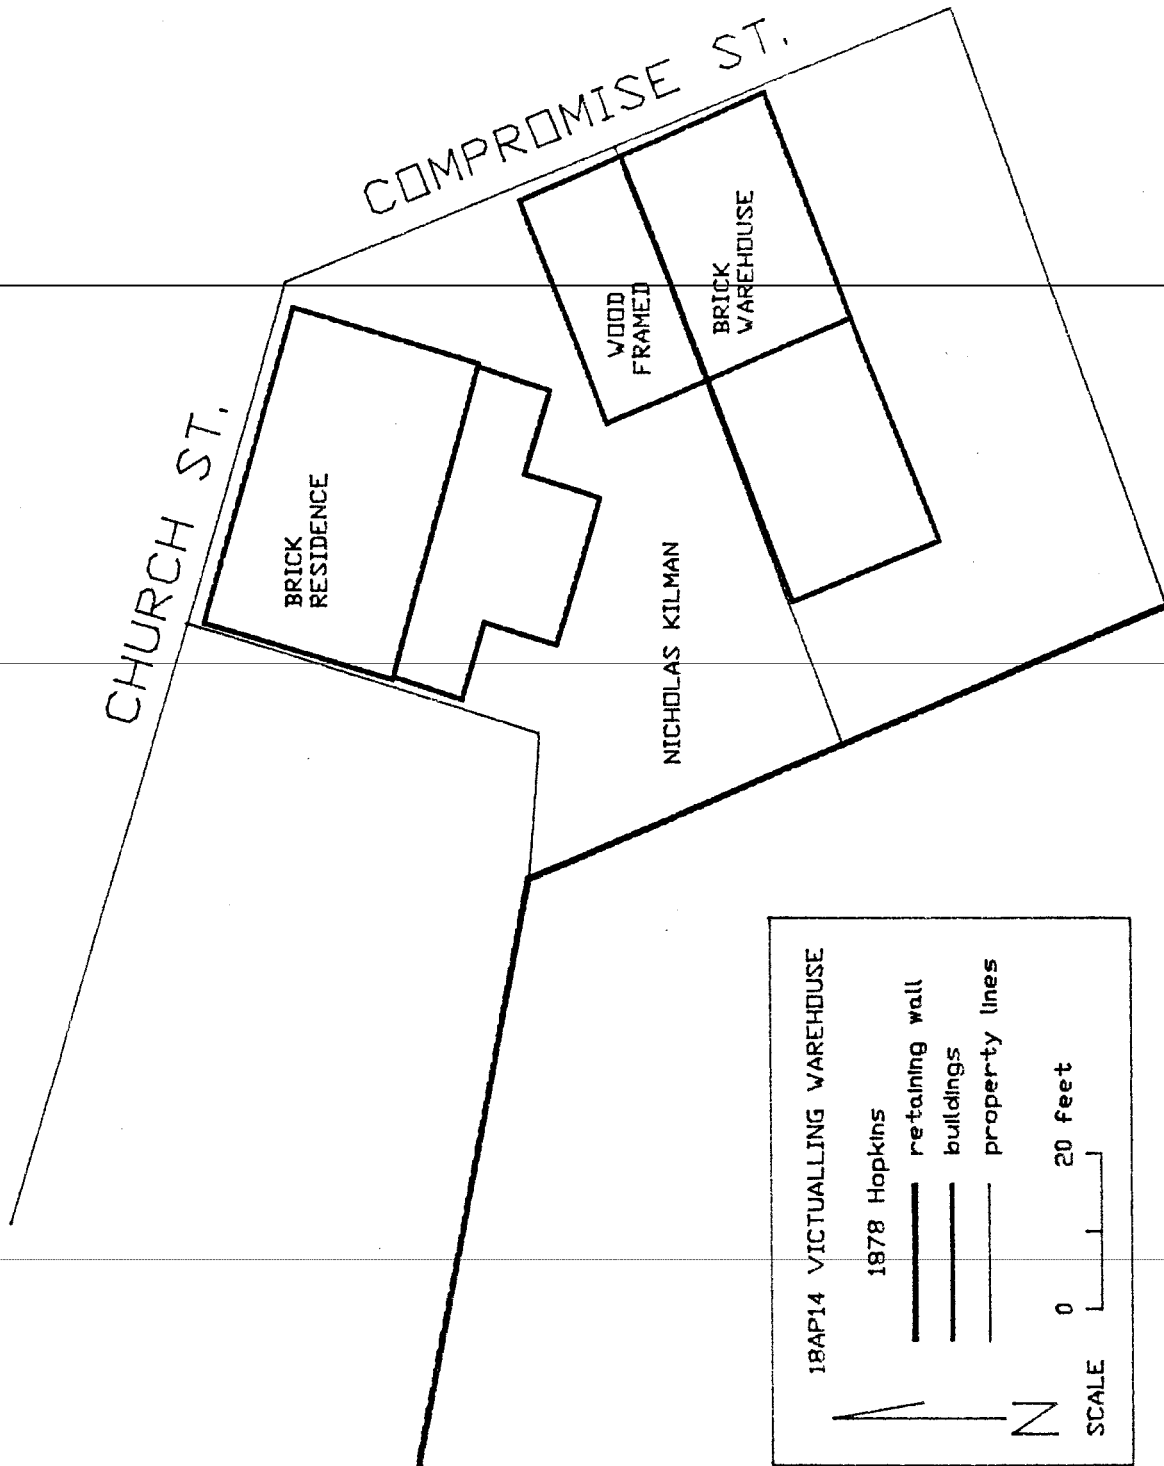 COMPROMISE ST.
CHURCH ST.
BRICK
RESIDENCE
WOOD
FRAMED
BRICK
WAREHOUSE
NICHOLAS KILMAN
18AP14 VICTUALLING WAREHOUSE
1878 Hopkins
retaining wall
buildings
property lines
0 20 feet
SCALE
N